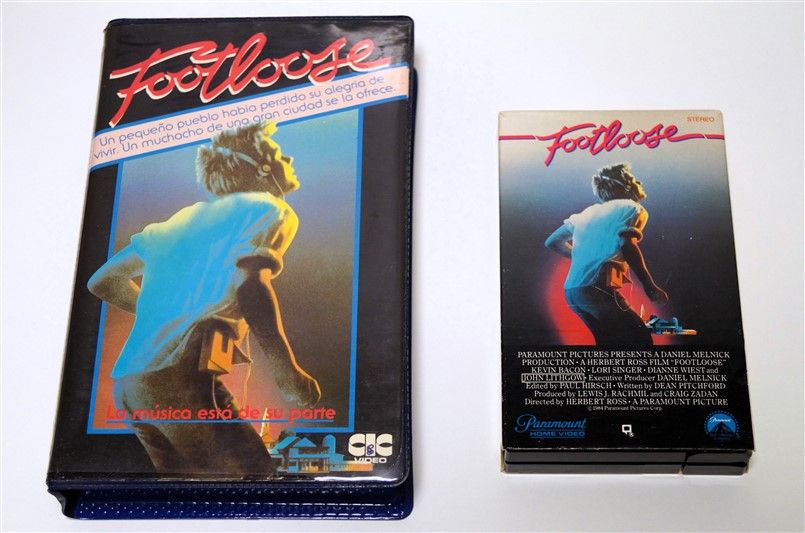 Footloose
Un pequeño pueblo había perdido su alegria de
vivir. Un muchacho de una gran ciudad se la ofrece.
La música está de su parte
CIC
VIDEO
STEREO
Footloose
PARAMOUNT PICTURES PRESENTS A DANIEL MELNICK
PRODUCTION · A HERBERT ROSS FILM "FOOTLOOSE"
KEVIN BACON · LORI SINGER · DIANNE WIEST and
JOHN LITHGOW · Executive Producer DANIEL MELNICK
Edited by PAUL HIRSCH · Written by DEAN PITCHFORD
Produced by LEWIS J. RACHMIL and CRAIG ZADAN
Directed by HERBERT ROSS · A PARAMOUNT PICTURE
© 1984 Paramount Pictures Corp.
Paramount
HOME VIDEO
Paramount